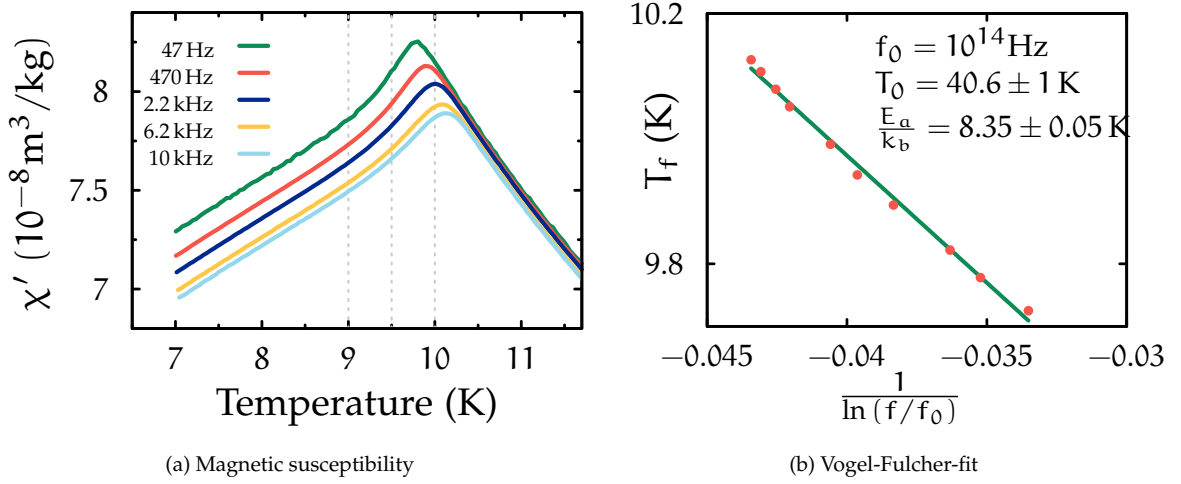 χ′ (10⁻⁸m³/kg)
8
7.5
7
47 Hz
470 Hz
2.2 kHz
6.2 kHz
10 kHz
7 8 9 10 11
Temperature (K)
(a) Magnetic susceptibility
T_f (K)
10.2
9.8
f₀ = 10¹⁴Hz
T₀ = 40.6 ± 1 K
E_a/k_b = 8.35 ± 0.05 K
−0.045 −0.04 −0.035 −0.03
1/ln (f/f₀)
(b) Vogel-Fulcher-fit